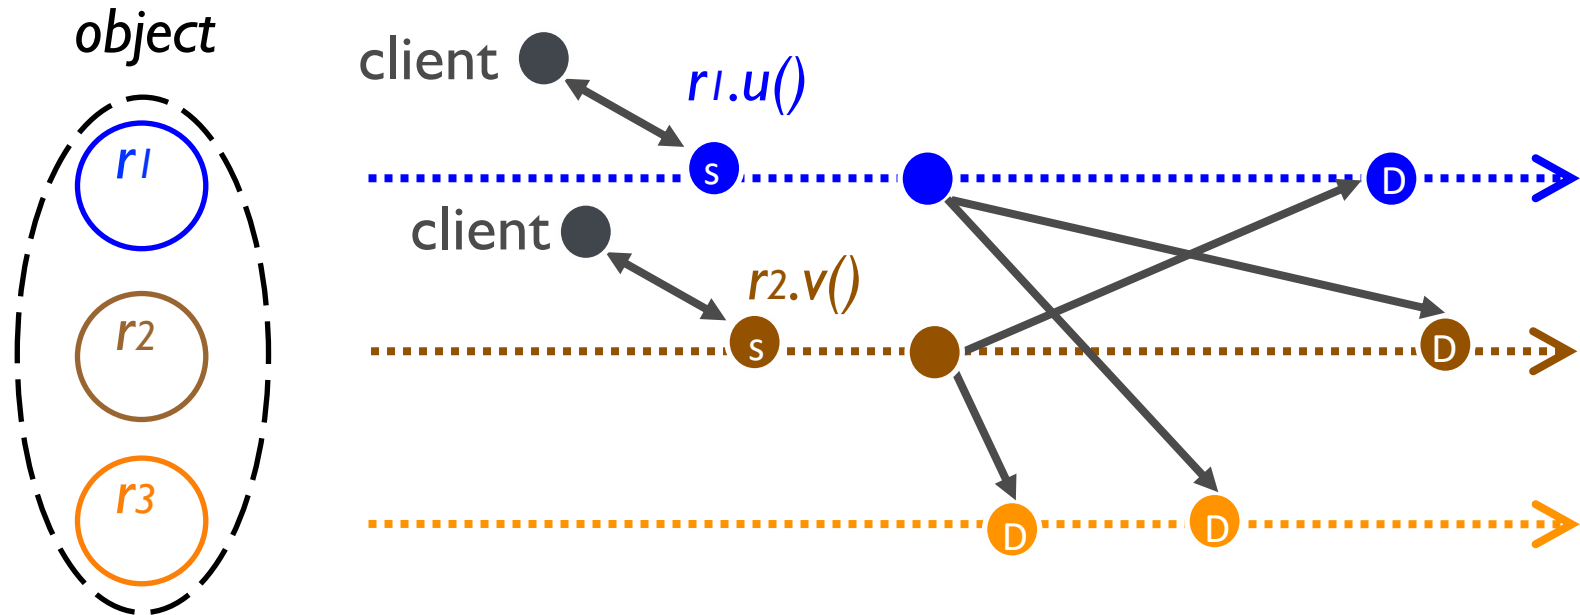 object
client
r1.u()
r1
S
D
client
r2.v()
r2
S
D
r3
D
D